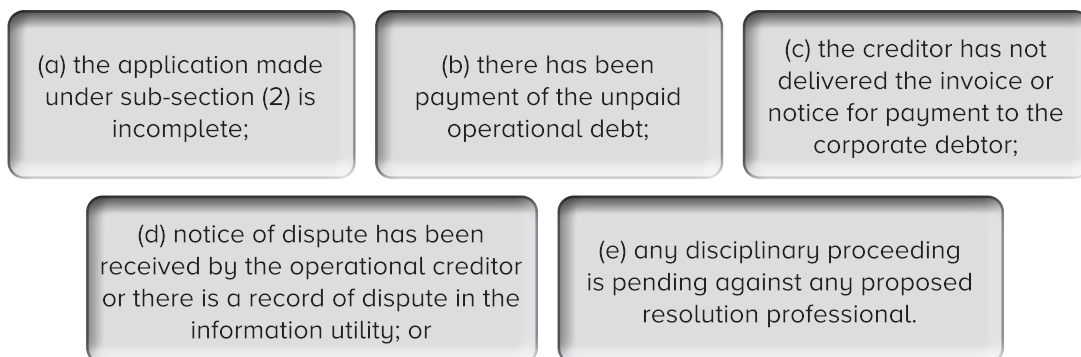 (a) the application made
under sub-section (2) is
incomplete;
(b) there has been
payment of the unpaid
operational debt;
(c) the creditor has not
delivered the invoice or
notice for payment to the
corporate debtor;
(d) notice of dispute has been
received by the operational creditor
or there is a record of dispute in the
information utility; or
(e) any disciplinary proceeding
is pending against any proposed
resolution professional.